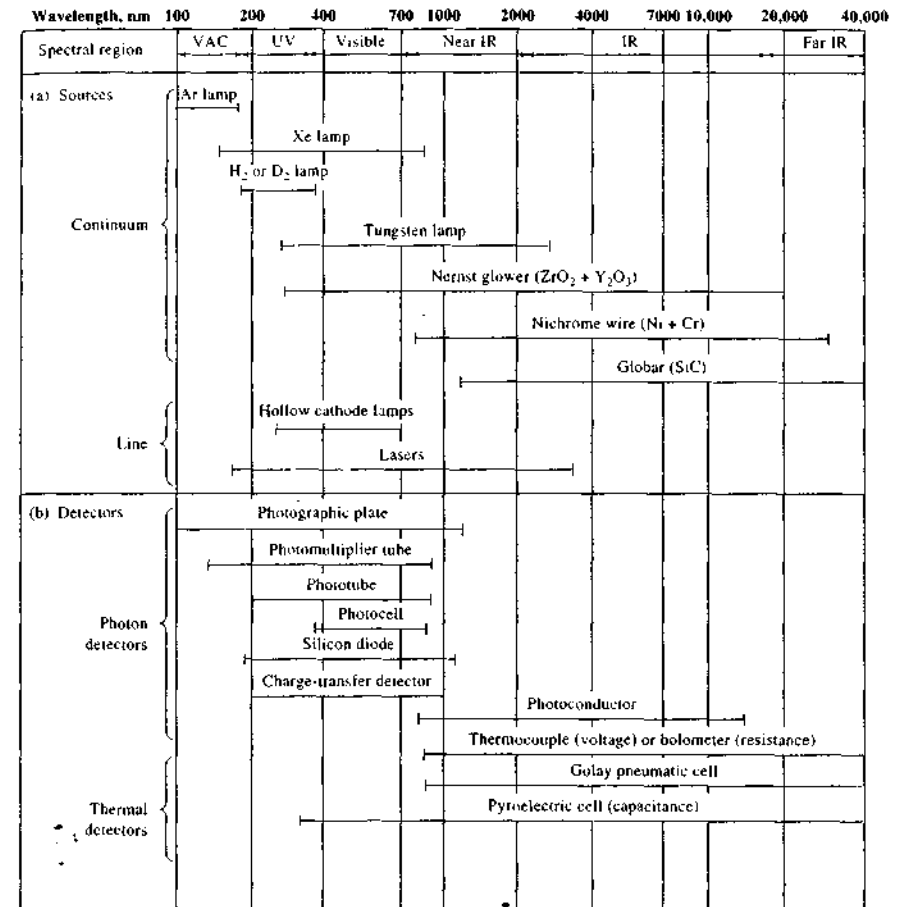 Wavelength, nm 100 200 400 700 1000 2000 4000 7000 10,000 20,000 40,000
Spectral region VAC UV Visible Near IR IR Far IR
(a) Sources
Ar lamp
Xe lamp
H₂ or D₂ lamp
Continuum
Tungsten lamp
Nernst glower (ZrO₂ + Y₂O₃)
Nichrome wire (Ni + Cr)
Globar (SiC)
Hollow cathode lamps
Line
Lasers
(b) Detectors
Photographic plate
Photomultiplier tube
Phototube
Photocell
Photon
detectors
Silicon diode
Charge-transfer detector
Photoconductor
Thermocouple (voltage) or bolometer (resistance)
Golay pneumatic cell
Pyroelectric cell (capacitance)
Thermal
detectors